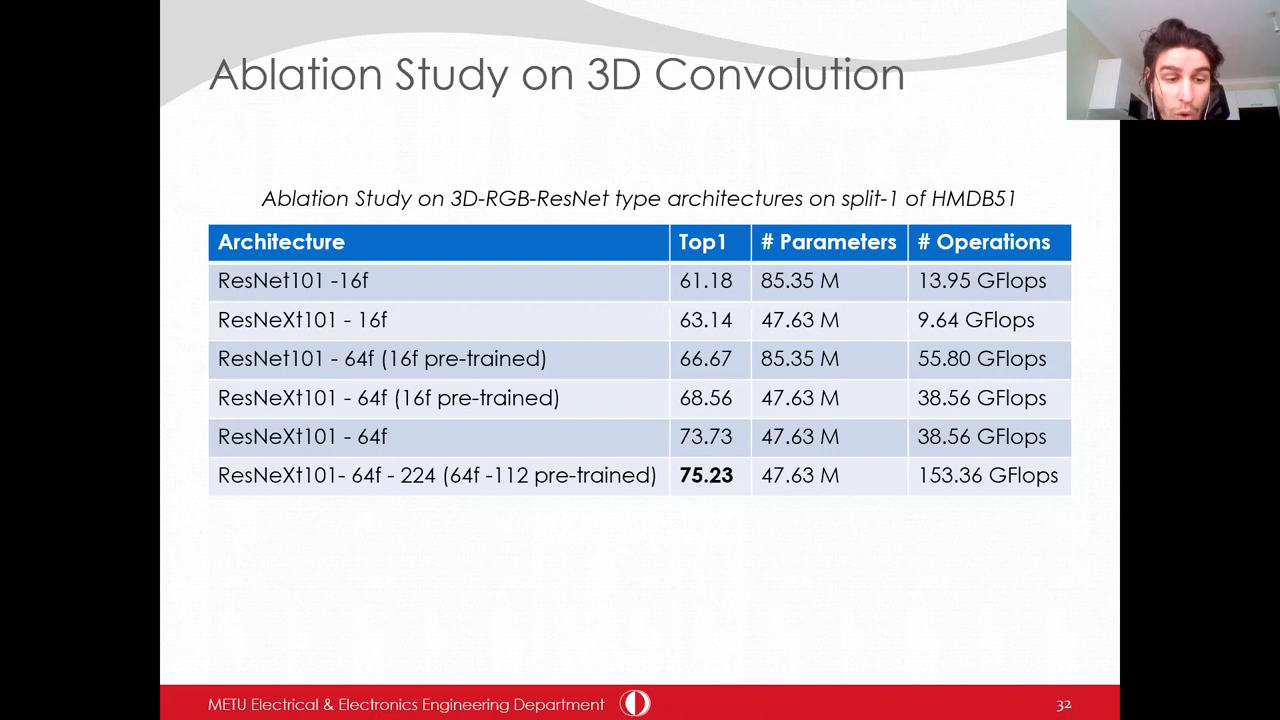 Ablation Study on 3D Convolution
Ablation Study on 3D-RGB-ResNet type architectures on split-1 of HMDB51
Architecture Top1 # Parameters # Operations
ResNet101 -16f 61.18 85.35 M 13.95 GFlops
ResNeXt101 - 16f 63.14 47.63 M 9.64 GFlops
ResNet101 - 64f (16f pre-trained) 66.67 85.35 M 55.80 GFlops
ResNeXt101 - 64f (16f pre-trained) 68.56 47.63 M 38.56 GFlops
ResNeXt101 - 64f 73.73 47.63 M 38.56 GFlops
ResNeXt101- 64f - 224 (64f -112 pre-trained) 75.23 47.63 M 153.36 GFlops
METU Electrical & Electronics Engineering Department 32